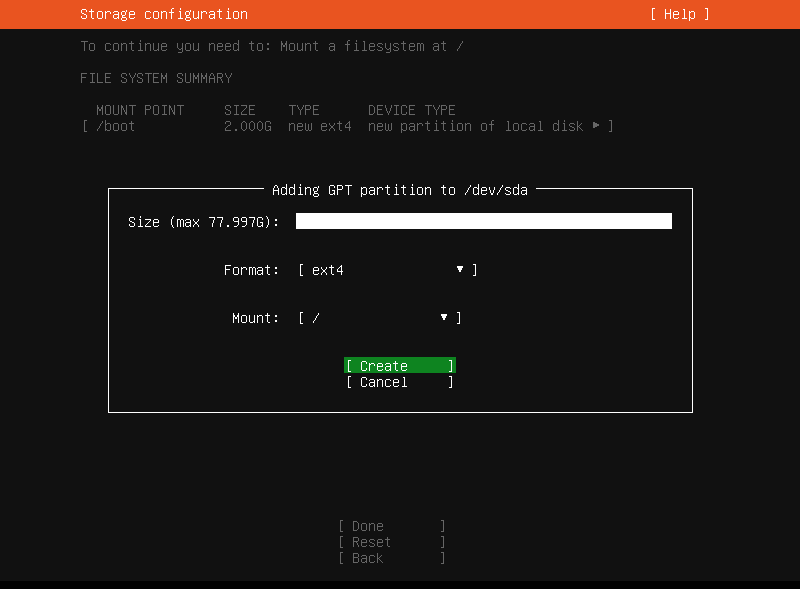 Storage configuration [ Help ]
To continue you need to: Mount a filesystem at /
FILE SYSTEM SUMMARY
MOUNT POINT SIZE TYPE DEVICE TYPE
[ /boot 2.000G new ext4 new partition of local disk ▸ ]
Adding GPT partition to /dev/sda
Size (max 77.997G):
Format: [ ext4 ▾ ]
Mount: [ / ▾ ]
[ Create ]
[ Cancel ]
[ Done ]
[ Reset ]
[ Back ]